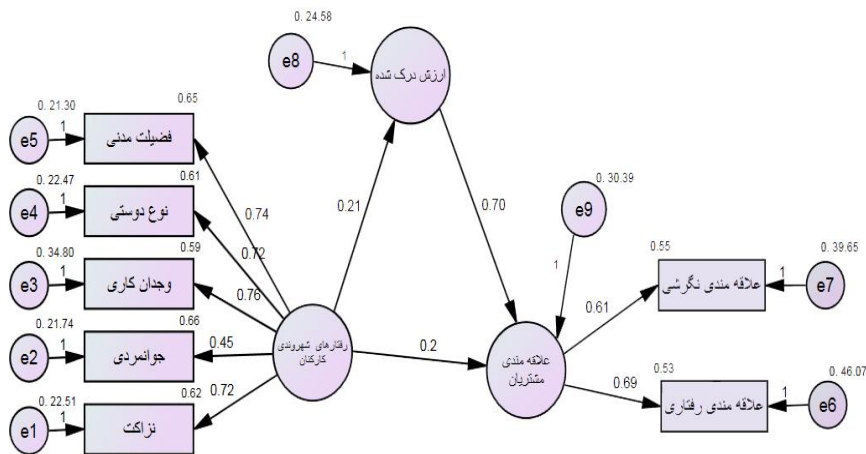 0. 24.58
e8
1
ارزش درک شده
0. 21.30
e5
1
0.65
فضیلت مدنی
0. 22.47
e4
1
0.61
نوع دوستی
0. 34.80
e3
1
0.59
وجدان کاری
0. 21.74
e2
1
0.66
جوانمردی
0. 22.51
e1
1
0.62
نزاکت
0.74
0.72
0.76
0.45
0.72
رفتارهای شهروندی
کارکنان
0.21
0.70
0.2
0. 30.39
e9
1
علاقه مندی
مشتریان
0.61
0.69
0.55
علاقه مندی نگرشی
0. 39.65
1
e7
0.53
علاقه مندی رفتاری
0. 46.07
1
e6